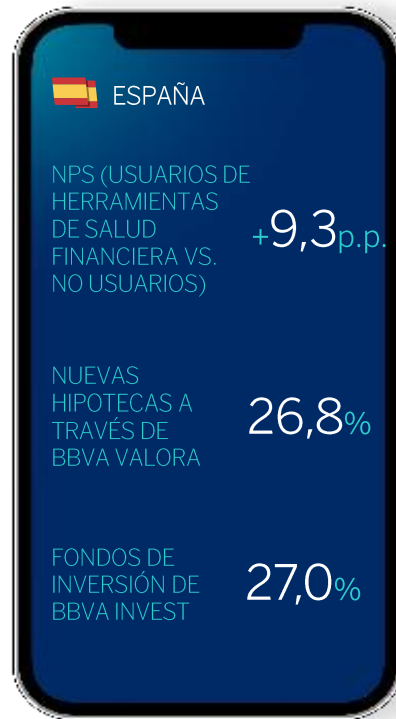 ESPAÑA
NPS (USUARIOS DE
HERRAMIENTAS
DE SALUD
FINANCIERA VS.
NO USUARIOS)
+9,3p.p.
NUEVAS
HIPOTECAS A
TRAVÉS DE
BBVA VALORA
26,8%
FONDOS DE
INVERSIÓN DE
BBVA INVEST
27,0%